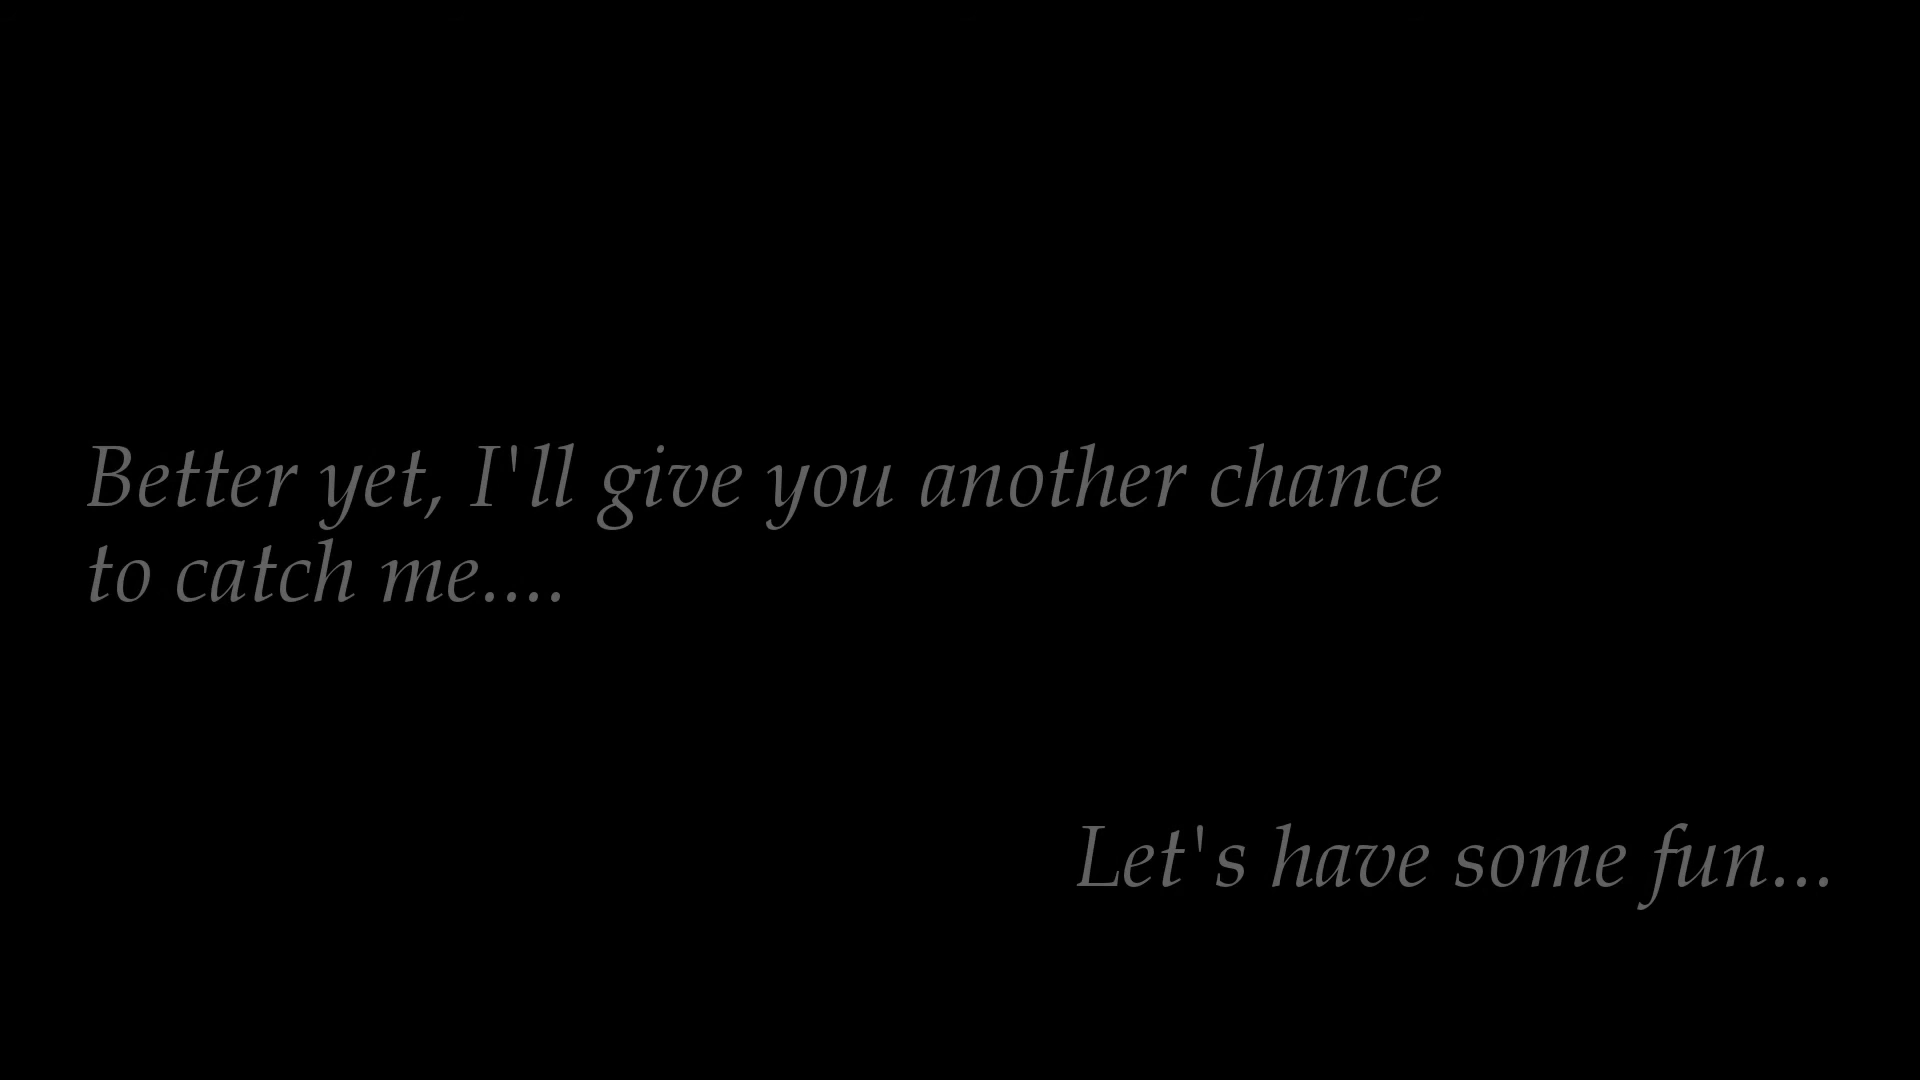 Better yet, I'll give you another chance
to catch me....
Let's have some fun...